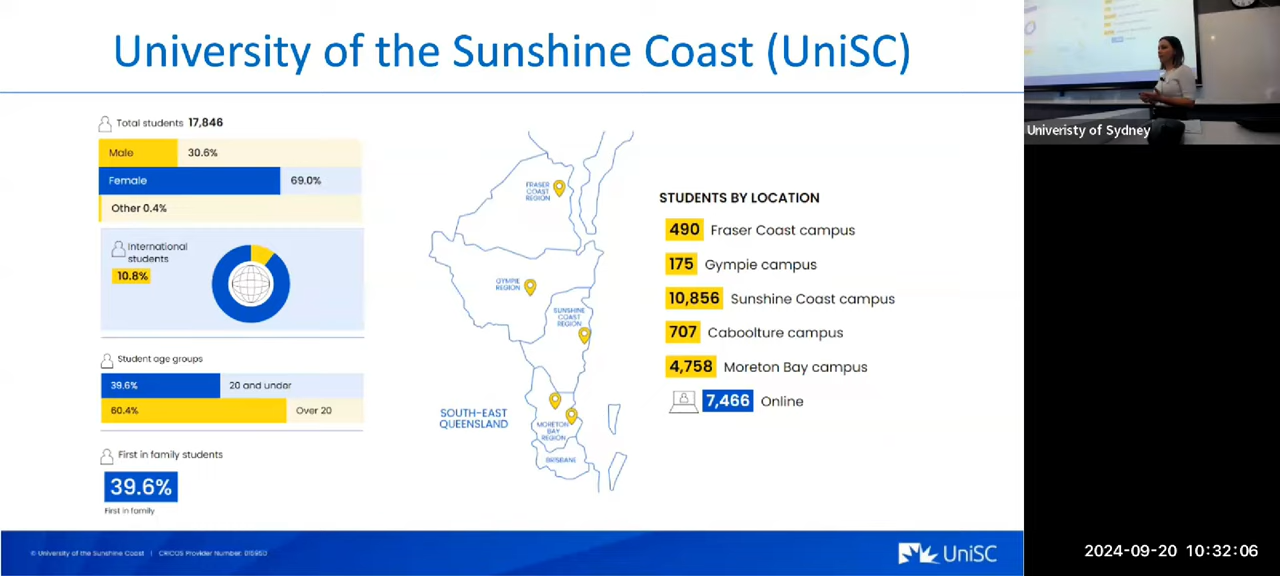 University of the Sunshine Coast (UniSC)
Total students 17,846
Male
30.6%
Female
69.0%
Other 0.4%
International
students
10.8%
Student age groups
39.6%
20 and under
60.4%
Over 20
First in family students
39.6%
First in family
FRASER
COAST
REGION
GYMPIE
REGION
SUNSHINE
COAST
REGION
SOUTH-EAST
QUEENSLAND
MORETON
BAY
REGION
BRISBANE
STUDENTS BY LOCATION
490 Fraser Coast campus
175 Gympie campus
10,856 Sunshine Coast campus
707 Caboolture campus
4,758 Moreton Bay campus
7,466 Online
© University of the Sunshine Coast | CRICOS Provider Number: 01595D
UniSC
Univeristy of Sydney
2024-09-20 10:32:06